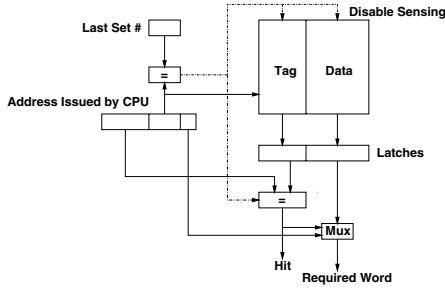 Disable Sensing
Last Set #
=
Tag
Data
Address Issued by CPU
Latches
=
Mux
Hit
Required Word